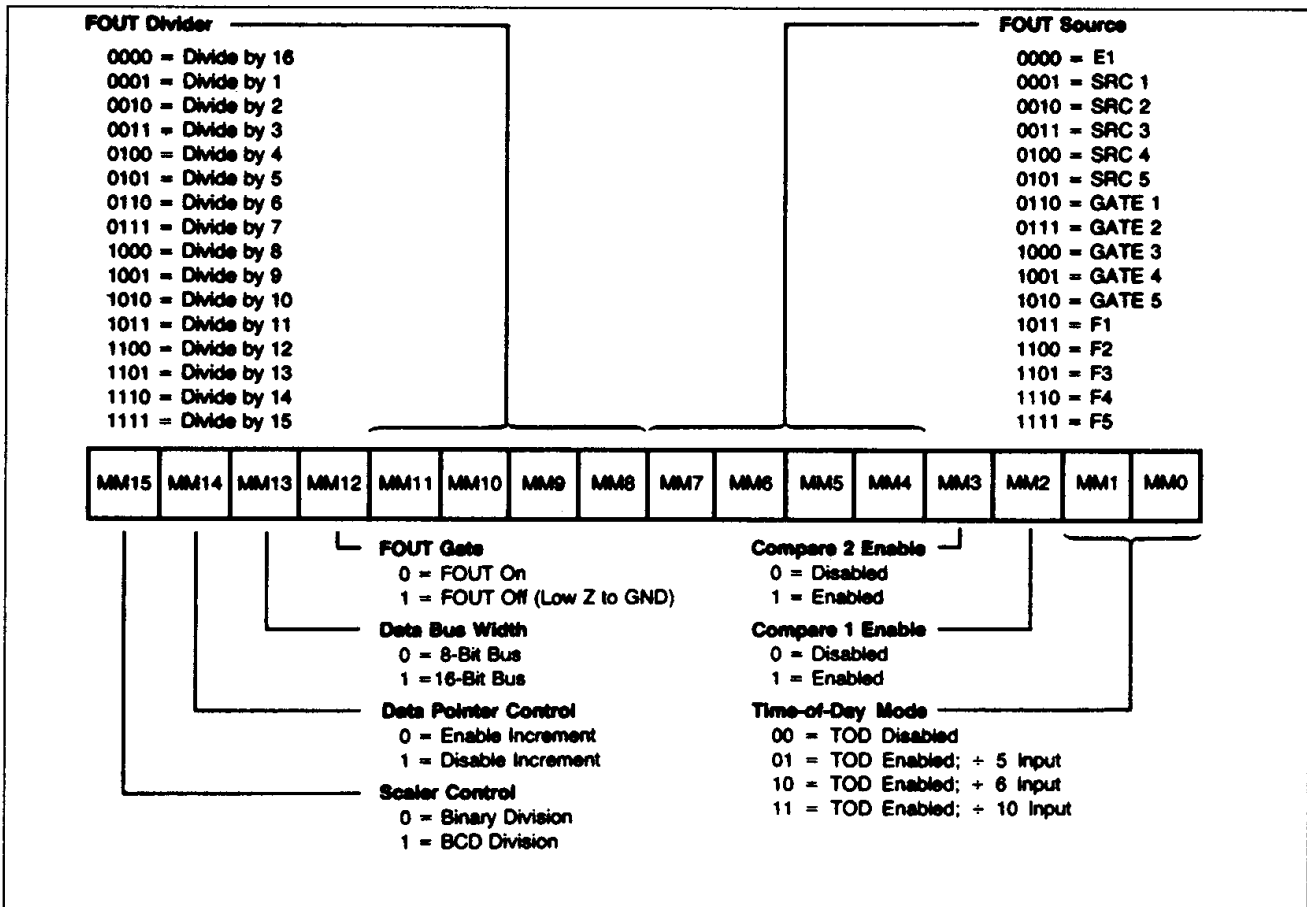 FOUT Divider
0000 = Divide by 16
0001 = Divide by 1
0010 = Divide by 2
0011 = Divide by 3
0100 = Divide by 4
0101 = Divide by 5
0110 = Divide by 6
0111 = Divide by 7
1000 = Divide by 8
1001 = Divide by 9
1010 = Divide by 10
1011 = Divide by 11
1100 = Divide by 12
1101 = Divide by 13
1110 = Divide by 14
1111 = Divide by 15
FOUT Source
0000 = E1
0001 = SRC 1
0010 = SRC 2
0011 = SRC 3
0100 = SRC 4
0101 = SRC 5
0110 = GATE 1
0111 = GATE 2
1000 = GATE 3
1001 = GATE 4
1010 = GATE 5
1011 = F1
1100 = F2
1101 = F3
1110 = F4
1111 = F5
MM15 MM14 MM13 MM12 MM11 MM10 MM9 MM8 MM7 MM6 MM5 MM4 MM3 MM2 MM1 MM0
FOUT Gate
0 = FOUT On
1 = FOUT Off (Low Z to GND)
Data Bus Width
0 = 8-Bit Bus
1 =16-Bit Bus
Data Pointer Control
0 = Enable Increment
1 = Disable Increment
Scaler Control
0 = Binary Division
1 = BCD Division
Compare 2 Enable
0 = Disabled
1 = Enabled
Compare 1 Enable
0 = Disabled
1 = Enabled
Time-of-Day Mode
00 = TOD Disabled
01 = TOD Enabled; ÷ 5 Input
10 = TOD Enabled; ÷ 6 Input
11 = TOD Enabled; ÷ 10 Input